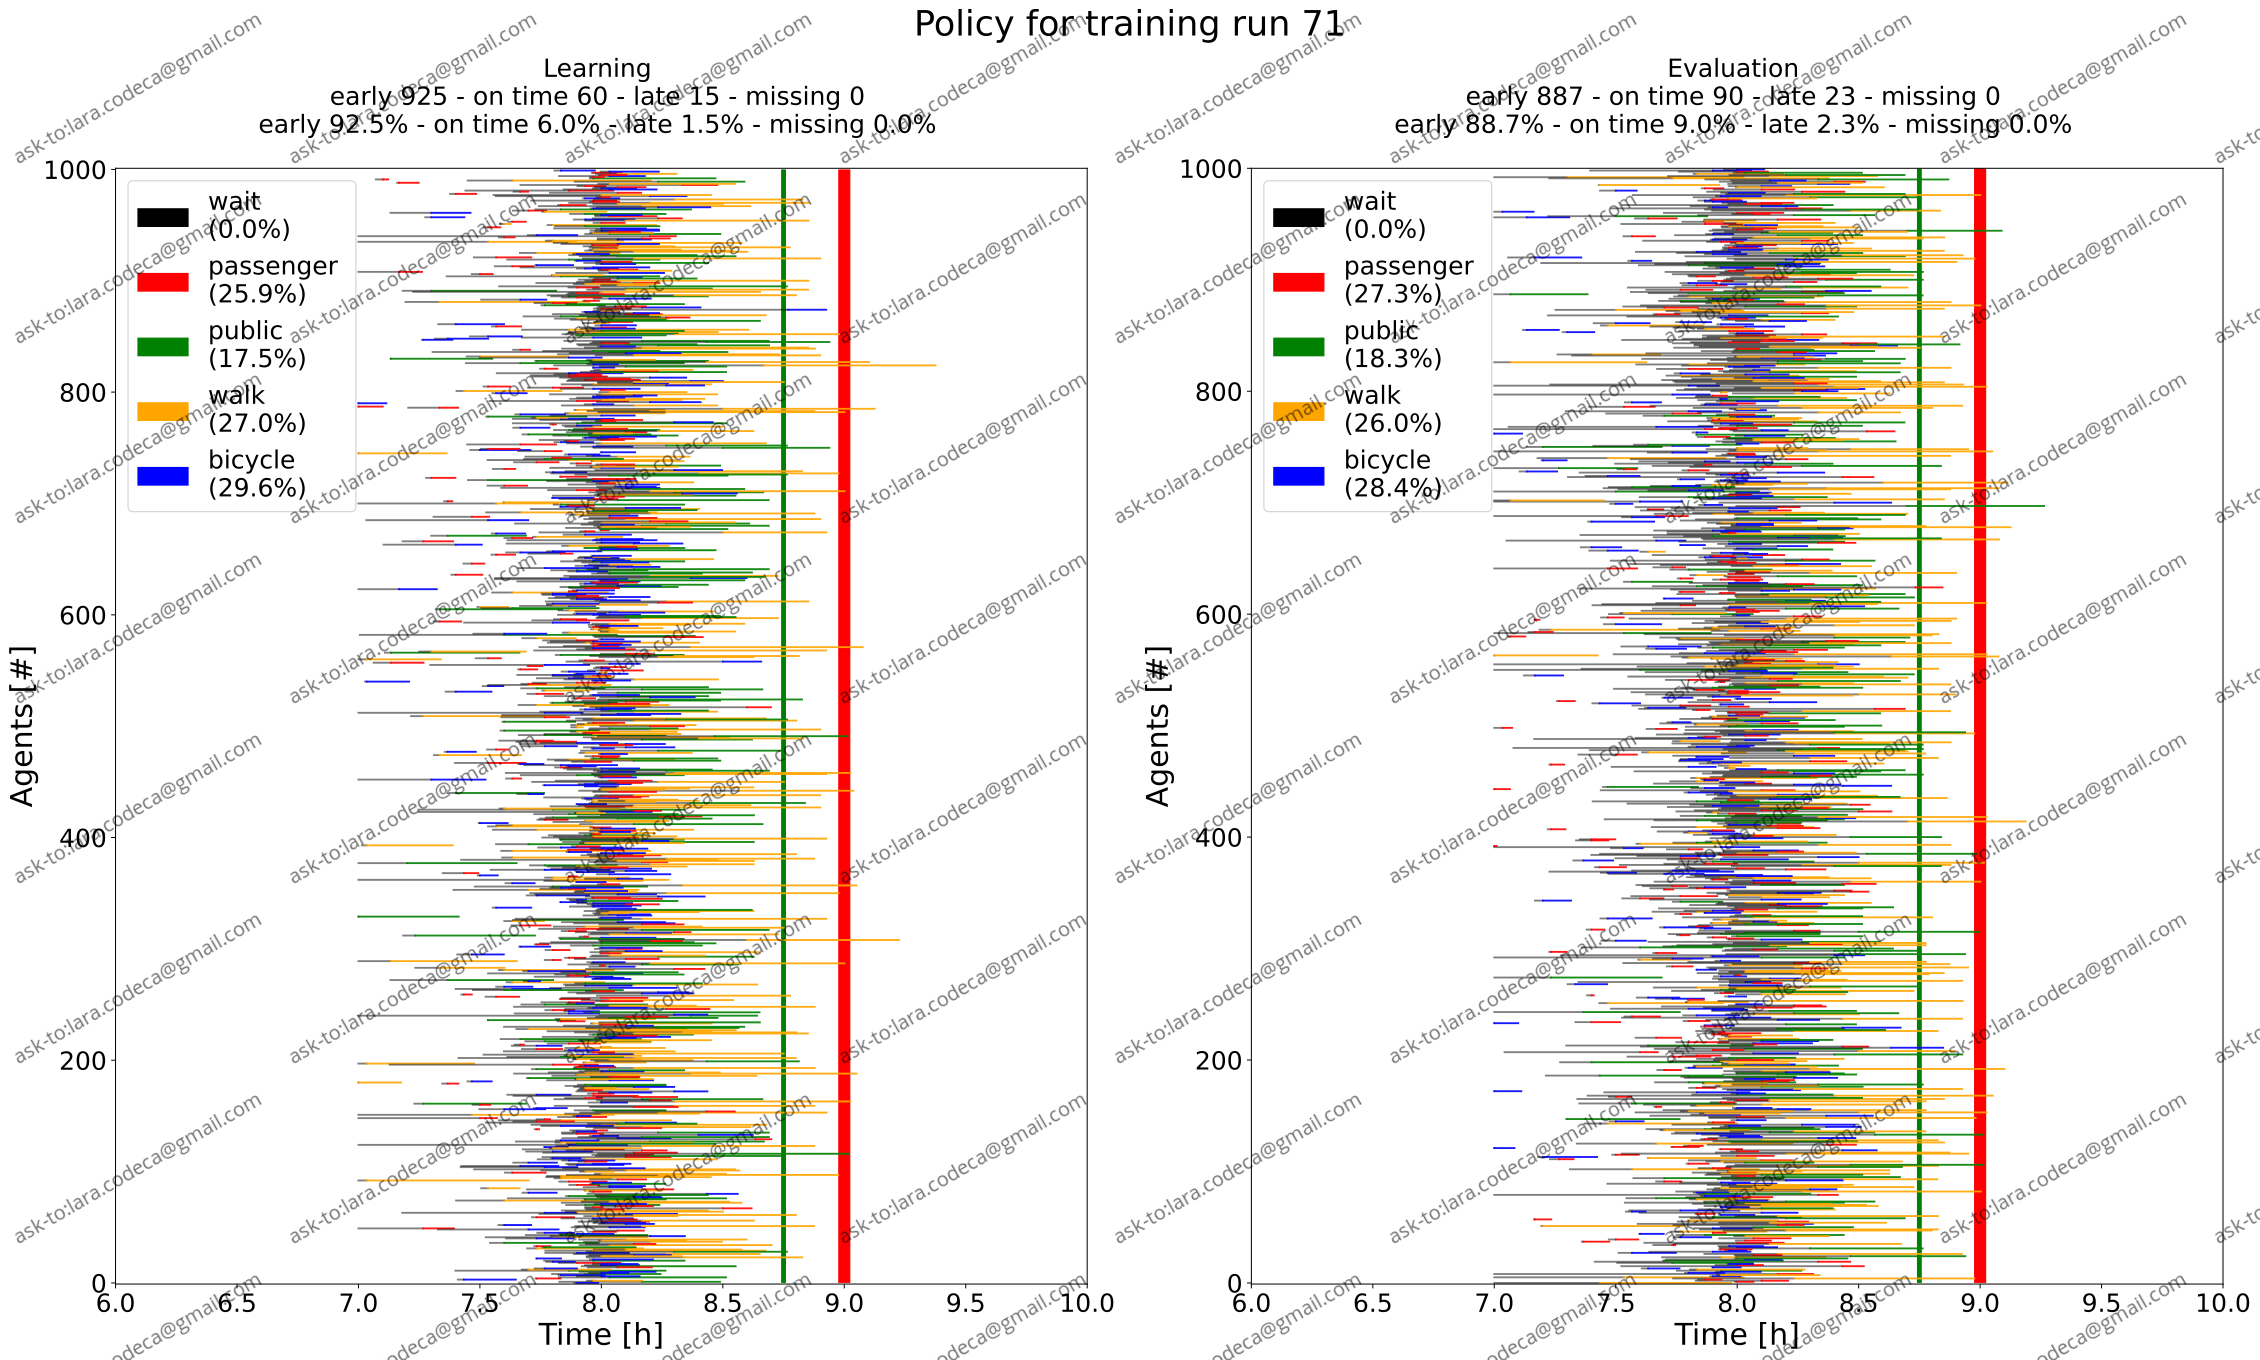 Policy for training run 71
Learning
early 925 - on time 60 - late 15 - missing 0
early 92.5% - on time 6.0% - late 1.5% - missing 0.0%
1000
800
600
400
200
0
Agents [#]
wait
(0.0%)
passenger
(25.9%)
public
(17.5%)
walk
(27.0%)
bicycle
(29.6%)
6.0 6.5 7.0 7.5 8.0 8.5 9.0 9.5 10.0
Time [h]
Evaluation
early 887 - on time 90 - late 23 - missing 0
early 88.7% - on time 9.0% - late 2.3% - missing 0.0%
1000
800
600
400
200
0
Agents [#]
wait
(0.0%)
passenger
(27.3%)
public
(18.3%)
walk
(26.0%)
bicycle
(28.4%)
6.0 6.5 7.0 7.5 8.0 8.5 9.0 9.5 10.0
Time [h]
ask-to:lara.codeca@gmail.com